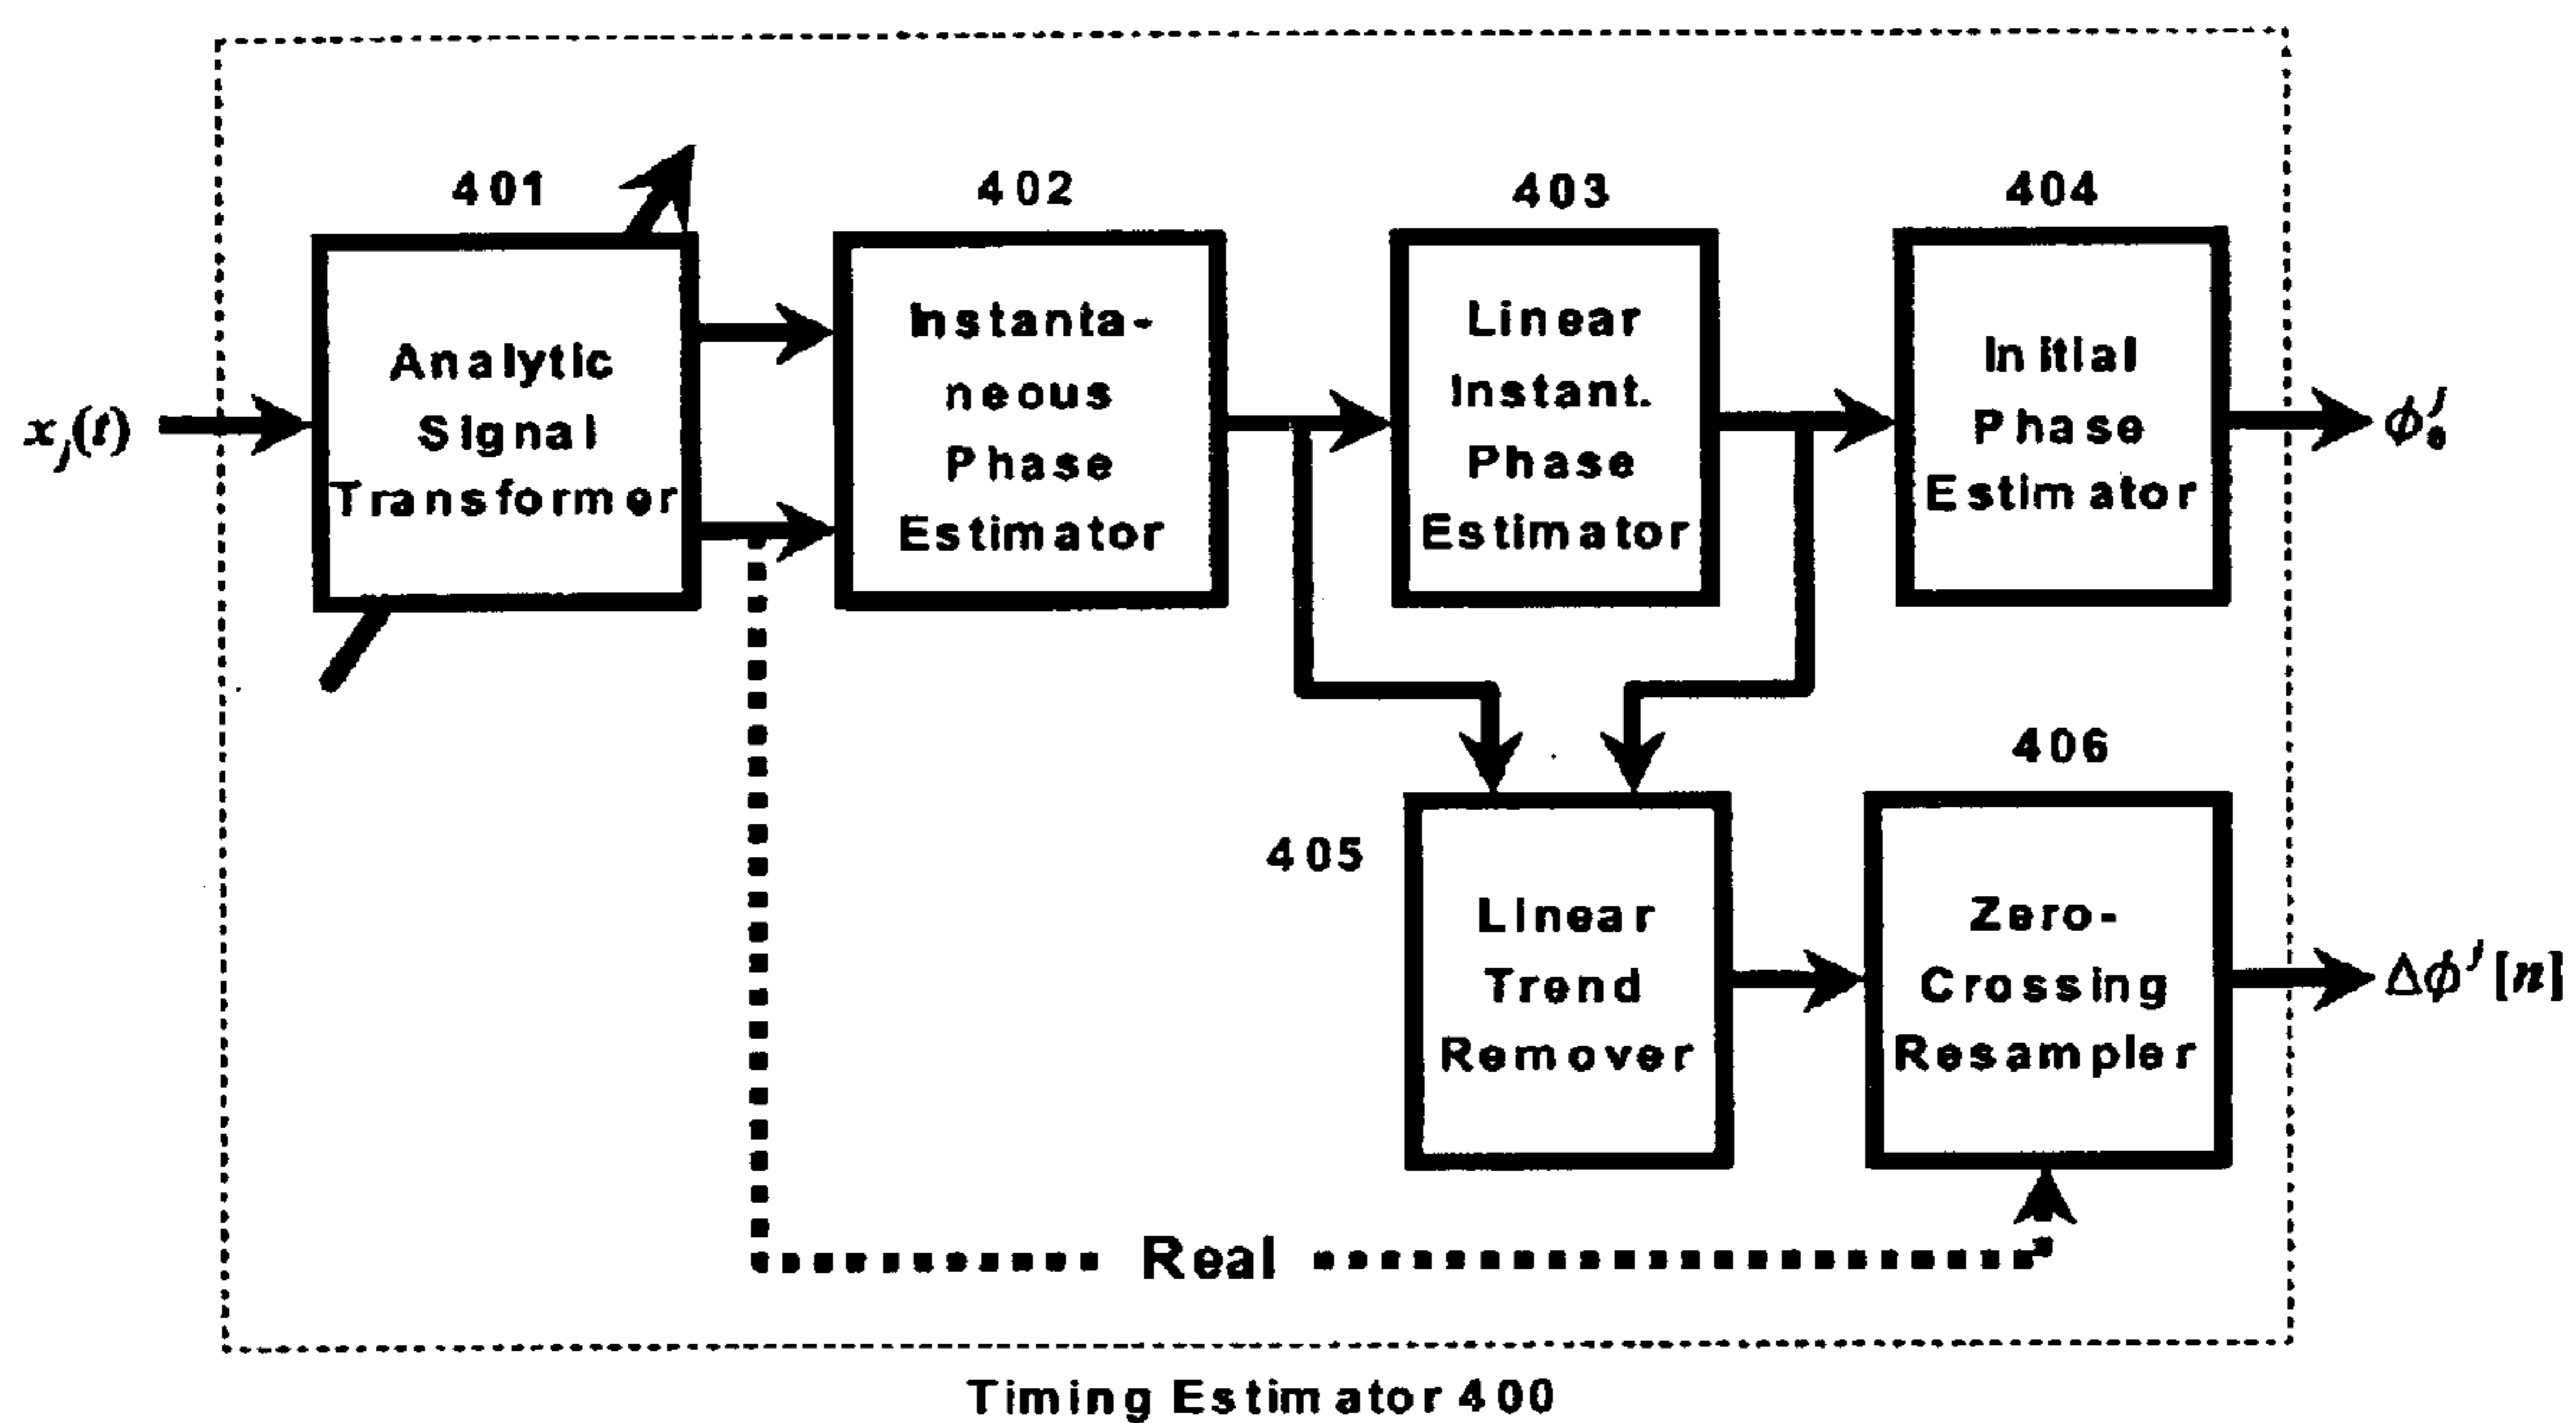 401
402
403
404
x_j(t)
Analytic
Signal
Transformer
Instanta-
neous
Phase
Estimator
Linear
Instant.
Phase
Estimator
Initial
Phase
Estimator
405
Linear
Trend
Remover
406
Zero-
Crossing
Resampler
Δϕ^j [n]
Real
Timing Estimator 400